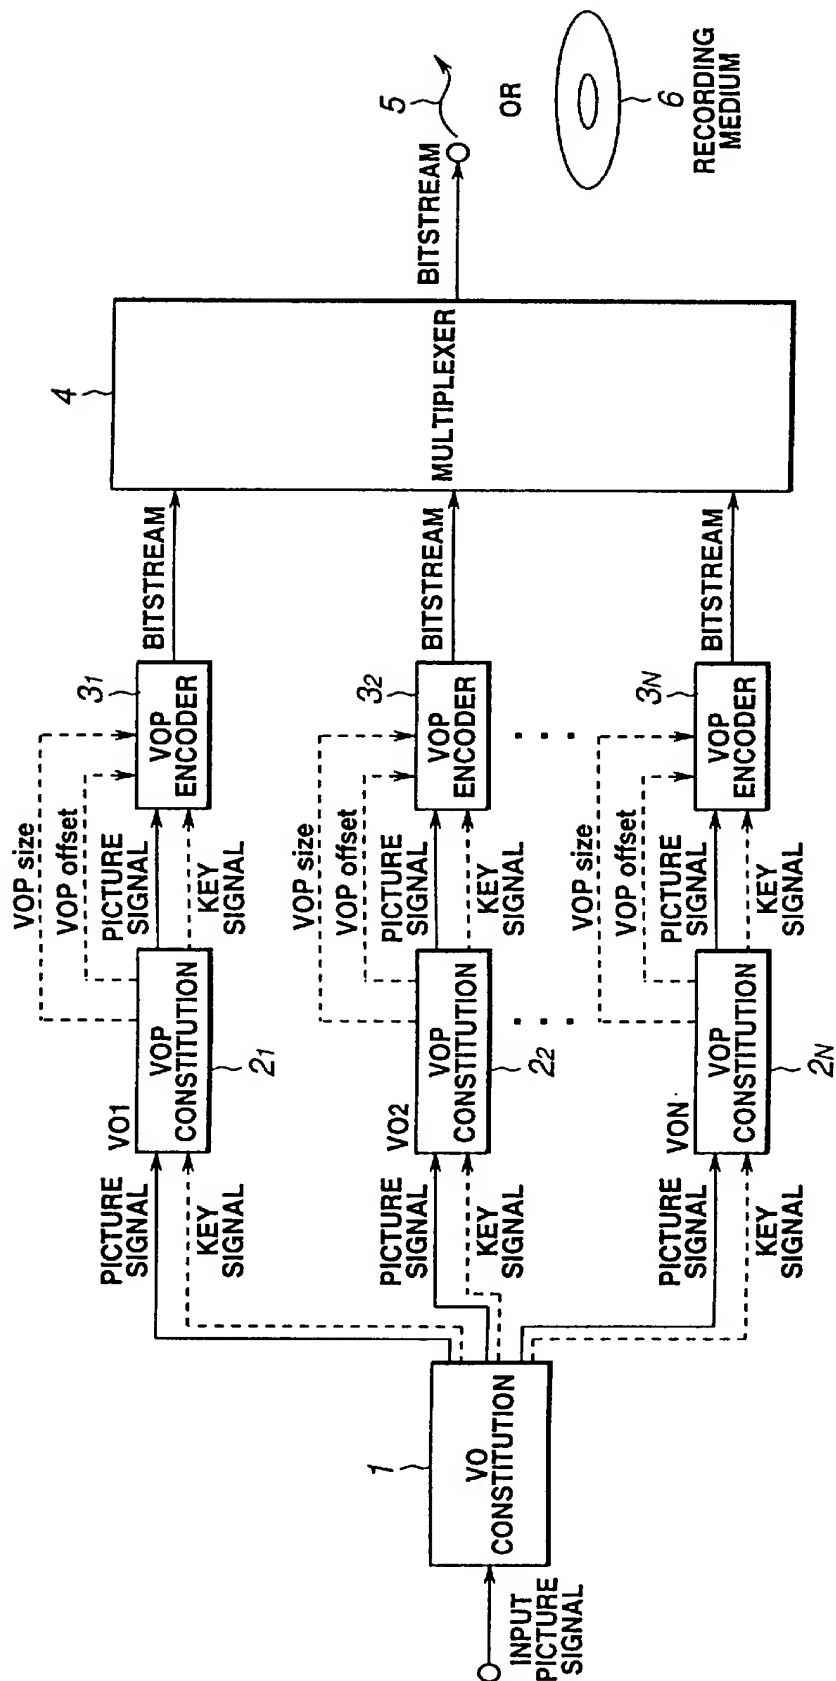 INPUT
PICTURE
SIGNAL
1
VO
CONSTITUTION
PICTURE
SIGNAL
KEY
SIGNAL
VO1
VOP
CONSTITUTION
21
VOP size
VOP offset
PICTURE
SIGNAL
KEY
SIGNAL
31
VOP
ENCODER
BITSTREAM
PICTURE
SIGNAL
KEY
SIGNAL
VO2
VOP
CONSTITUTION
22
VOP size
VOP offset
PICTURE
SIGNAL
KEY
SIGNAL
32
VOP
ENCODER
BITSTREAM
. . .
. . .
PICTURE
SIGNAL
KEY
SIGNAL
VON
VOP
CONSTITUTION
2N
VOP size
VOP offset
PICTURE
SIGNAL
KEY
SIGNAL
3N
VOP
ENCODER
BITSTREAM
4
MULTIPLEXER
BITSTREAM
5
OR
6
RECORDING
MEDIUM